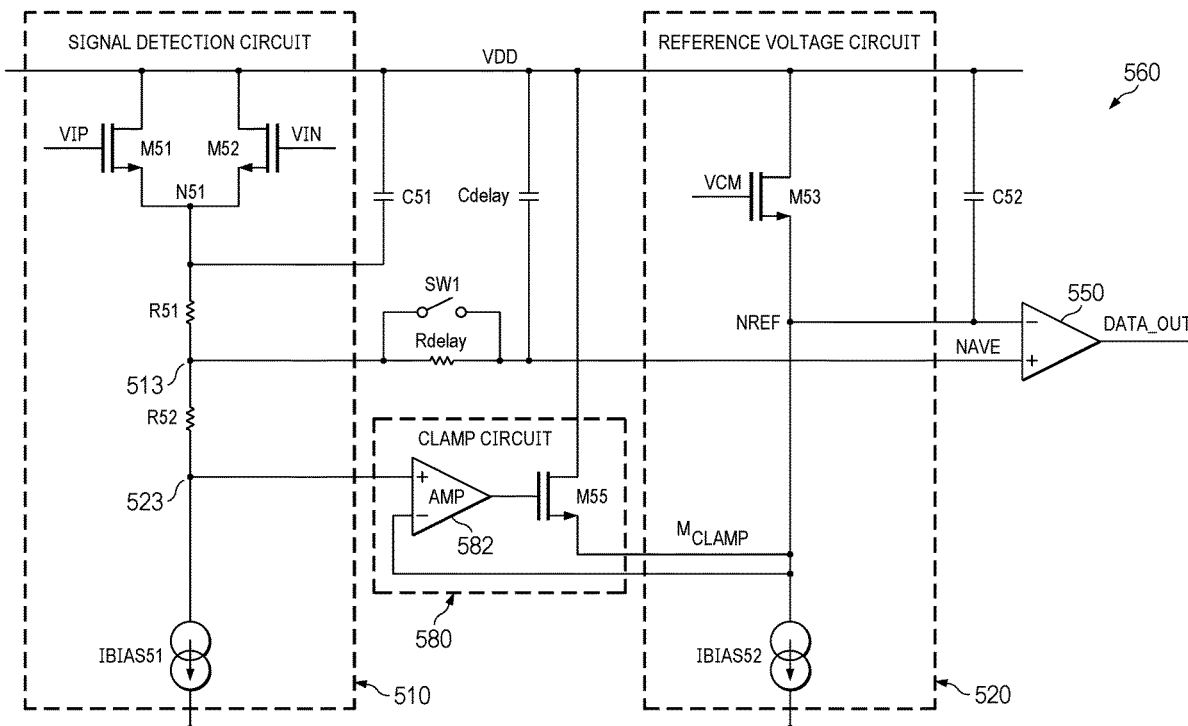 SIGNAL DETECTION CIRCUIT
REFERENCE VOLTAGE CIRCUIT
VDD
560
VIP
M51
M52
VIN
N51
C51
Cdelay
VCM
M53
C52
R51
SW1
Rdelay
NREF
550
DATA_OUT
NAVE
513
R52
CLAMP CIRCUIT
523
AMP
M55
582
MCLAMP
580
IBIAS51
IBIAS52
510
520
+
-
-
+